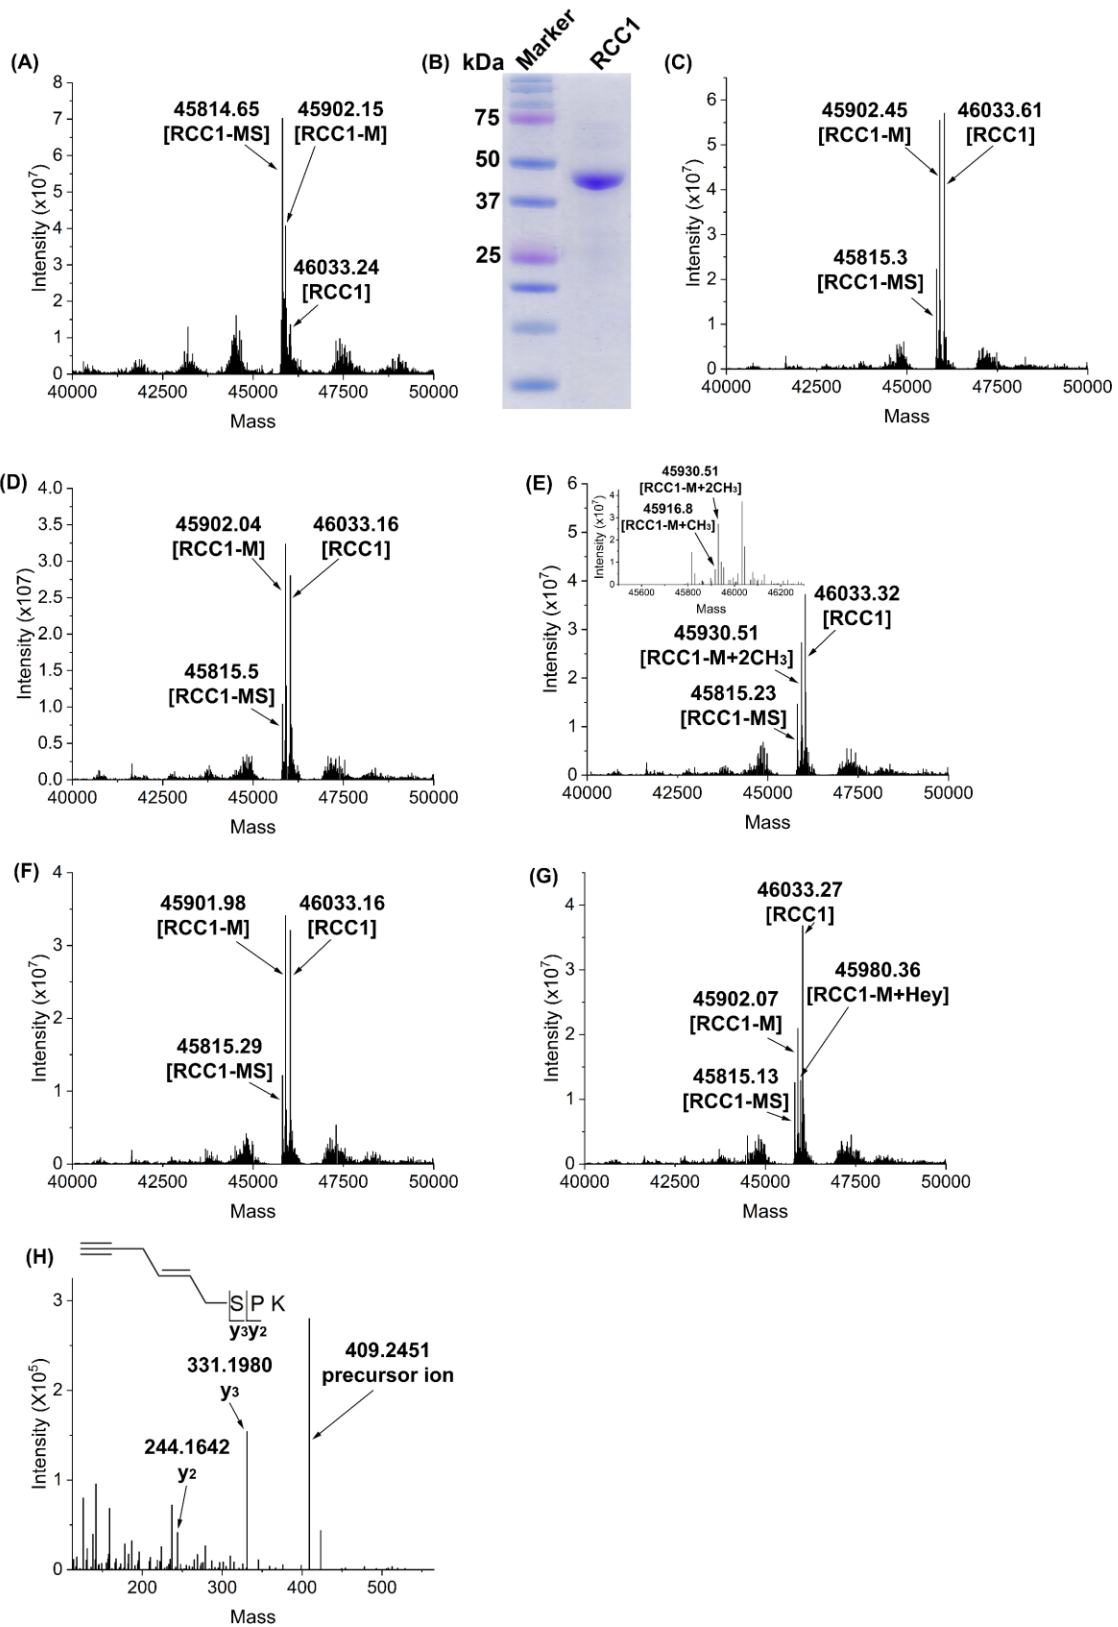 (A)
8
7
6
5
4
3
2
1
0
Intensity (x10⁷)
45814.65
[RCC1-MS]
45902.15
[RCC1-M]
46033.24
[RCC1]
40000 42500 45000 47500 50000
Mass
(B) kDa Marker RCC1
75
50
37
25
(C)
6
5
4
3
2
1
0
Intensity (x10⁷)
45902.45
[RCC1-M]
46033.61
[RCC1]
45815.3
[RCC1-MS]
40000 42500 45000 47500 50000
Mass
(D)
4.0
3.5
3.0
2.5
2.0
1.5
1.0
0.5
0.0
Intensity (x107)
45902.04
[RCC1-M]
46033.16
[RCC1]
45815.5
[RCC1-MS]
40000 42500 45000 47500 50000
Mass
(E)
6
5
4
3
2
1
0
Intensity (x10⁷)
45930.51
[RCC1-M+2CH₃]
45916.8
[RCC1-M+CH₃]
4
3
2
1
0
Intensity (x10⁷)
45600 45800 46000 46200
Mass
46033.32
[RCC1]
45930.51
[RCC1-M+2CH₃]
45815.23
[RCC1-MS]
40000 42500 45000 47500 50000
Mass
(F)
4
3
2
1
0
Intensity (x10⁷)
45901.98
[RCC1-M]
46033.16
[RCC1]
45815.29
[RCC1-MS]
40000 42500 45000 47500 50000
Mass
(G)
4
3
2
1
0
Intensity (x10⁷)
46033.27
[RCC1]
45980.36
[RCC1-M+Hey]
45902.07
[RCC1-M]
45815.13
[RCC1-MS]
40000 42500 45000 47500 50000
Mass
(H)
3
2
1
0
Intensity (X10⁵)
S P K
y₃y₂
409.2451
precursor ion
331.1980
y₃
244.1642
y₂
200 300 400 500
Mass